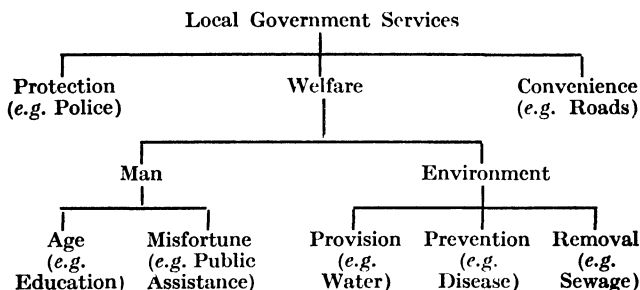 Local Government Services
Protection Welfare Convenience
(e.g. Police) (e.g. Roads)
Man Environment
Age Misfortune Provision Prevention Removal
(e.g. (e.g. Public (e.g. (e.g. (e.g.
Education) Assistance) Water) Disease) Sewage)